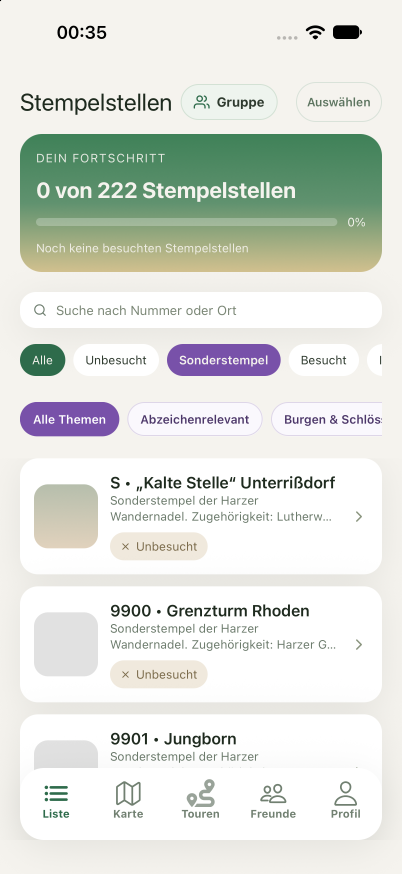 00:35
Stempelstellen
Gruppe
Auswählen
DEIN FORTSCHRITT
0 von 222 Stempelstellen
0%
Noch keine besuchten Stempelstellen
Suche nach Nummer oder Ort
Alle
Unbesucht
Sonderstempel
Besucht
Alle Themen
Abzeichenrelevant
Burgen & Schlös
S • „Kalte Stelle“ Unterrißdorf
Sonderstempel der Harzer
Wandernadel. Zugehörigkeit: Lutherw...
× Unbesucht
9900 • Grenzturm Rhoden
Sonderstempel der Harzer
Wandernadel. Zugehörigkeit: Harzer G...
× Unbesucht
9901 • Jungborn
Sonderstempel der Harzer
Liste
Karte
Touren
Freunde
Profil